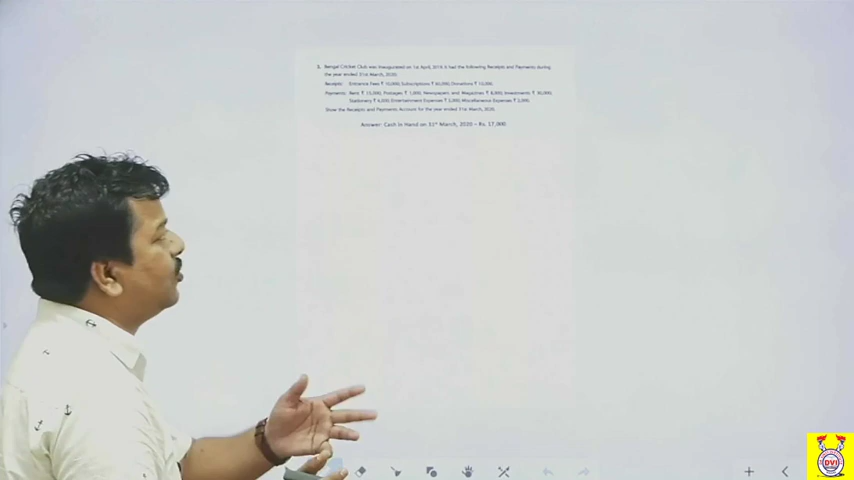 3. Bengal Cricket Club was inaugurated on 1st April, 2019. It had the following Receipts and Payments during
the year ended 31st March, 2020:
Receipts: Entrance Fees ₹ 10,000; Subscriptions ₹ 60,000; Donations ₹ 10,000.
Payments: Rent ₹ 15,000; Postages ₹ 1,000; Newspapers and Magazines ₹ 8,000; Investments ₹ 30,000;
Stationery ₹ 4,000; Entertainment Expenses ₹ 3,000; Miscellaneous Expenses ₹ 2,000.
Show the Receipts and Payments Account for the year ended 31st March, 2020.
Answer: Cash in Hand on 31st March, 2020 – Rs. 17,000
DVI